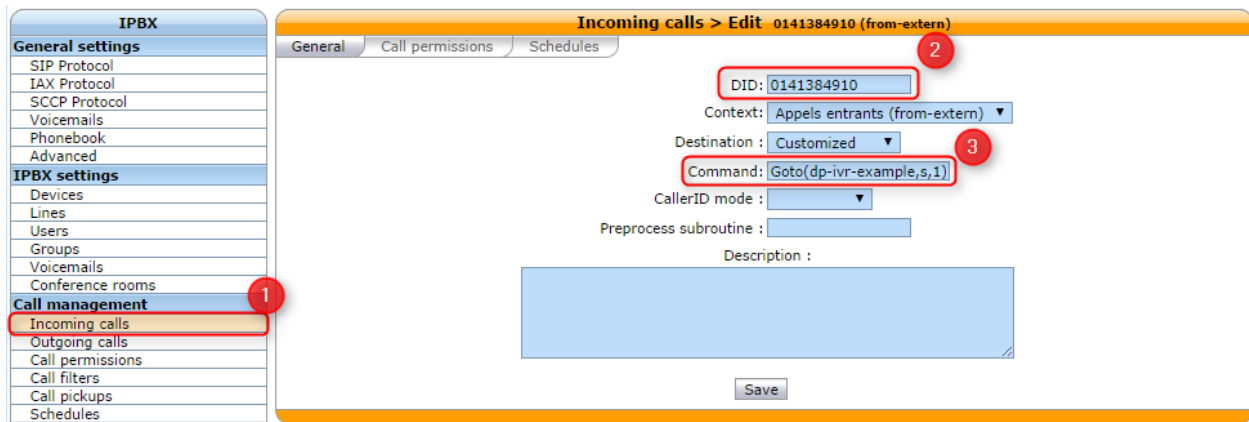 IPBX
General settings
SIP Protocol
IAX Protocol
SCCP Protocol
Voicemails
Phonebook
Advanced
IPBX settings
Devices
Lines
Users
Groups
Voicemails
Conference rooms
Call management
1
Incoming calls
Outgoing calls
Call permissions
Call filters
Call pickups
Schedules
Incoming calls > Edit 0141384910 (from-extern)
General Call permissions Schedules
2
DID: 0141384910
Context: Appels entrants (from-extern)
Destination : Customized
3
Command: Goto(dp-ivr-example,s,1)
CallerID mode :
Preprocess subroutine :
Description :
Save